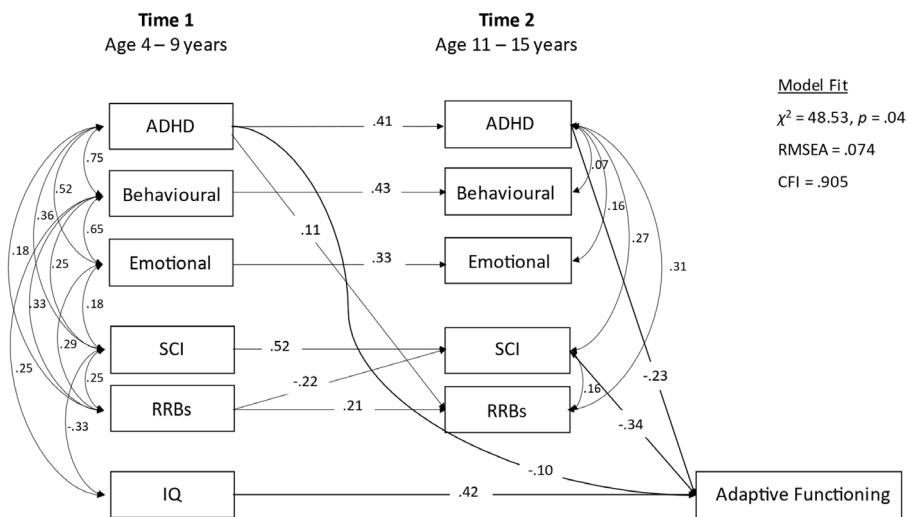 Time 1
Age 4 – 9 years
Time 2
Age 11 – 15 years
Model Fit
χ² = 48.53, p = .04
RMSEA = .074
CFI = .905
ADHD
.41
ADHD
.75
.07
.52
Behavioural
.43
Behavioural
.36
.16
.65
.11
.18
.27
.25
Emotional
.33
Emotional
.31
.33
.18
.29
SCI
.52
SCI
.25
.25
-.22
-.23
.16
RRBs
.21
RRBs
-.33
-.34
-.10
IQ
.42
Adaptive Functioning